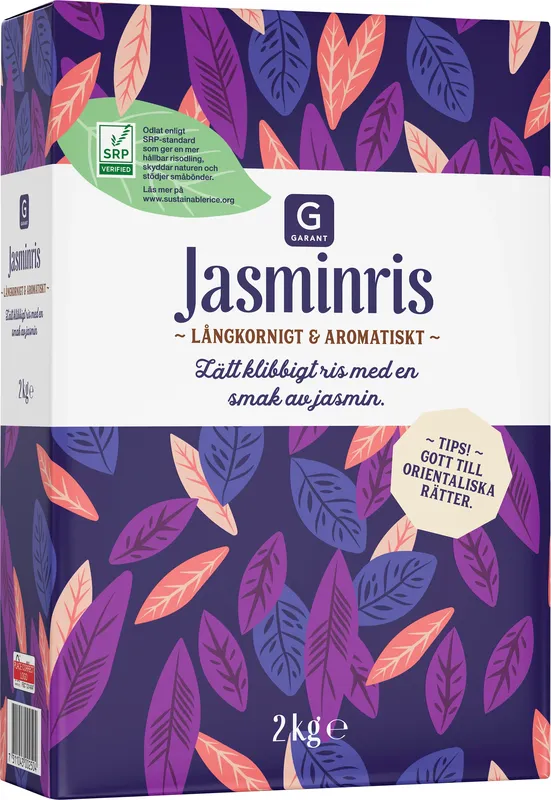 SRP
VERIFIED
Odlat enligt
SRP-standard
som ger en mer
hållbar risodling,
skyddar naturen och
stödjer småbönder.
Läs mer på
www.sustainablerice.org
G
GARANT
Jasminris
~ LÅNGKORNIGT & AROMATISKT ~
Lätt klibbigt ris med en
smak av jasmin.
~ TIPS! ~
GOTT TILL
ORIENTALISKA
RÄTTER.
2 kg e
G
GARANT
Jasminris
~ LÅNGKORNIGT & AROMATISKT ~
Lätt klibbigt ris med en
smak av jasmin
2 kg e